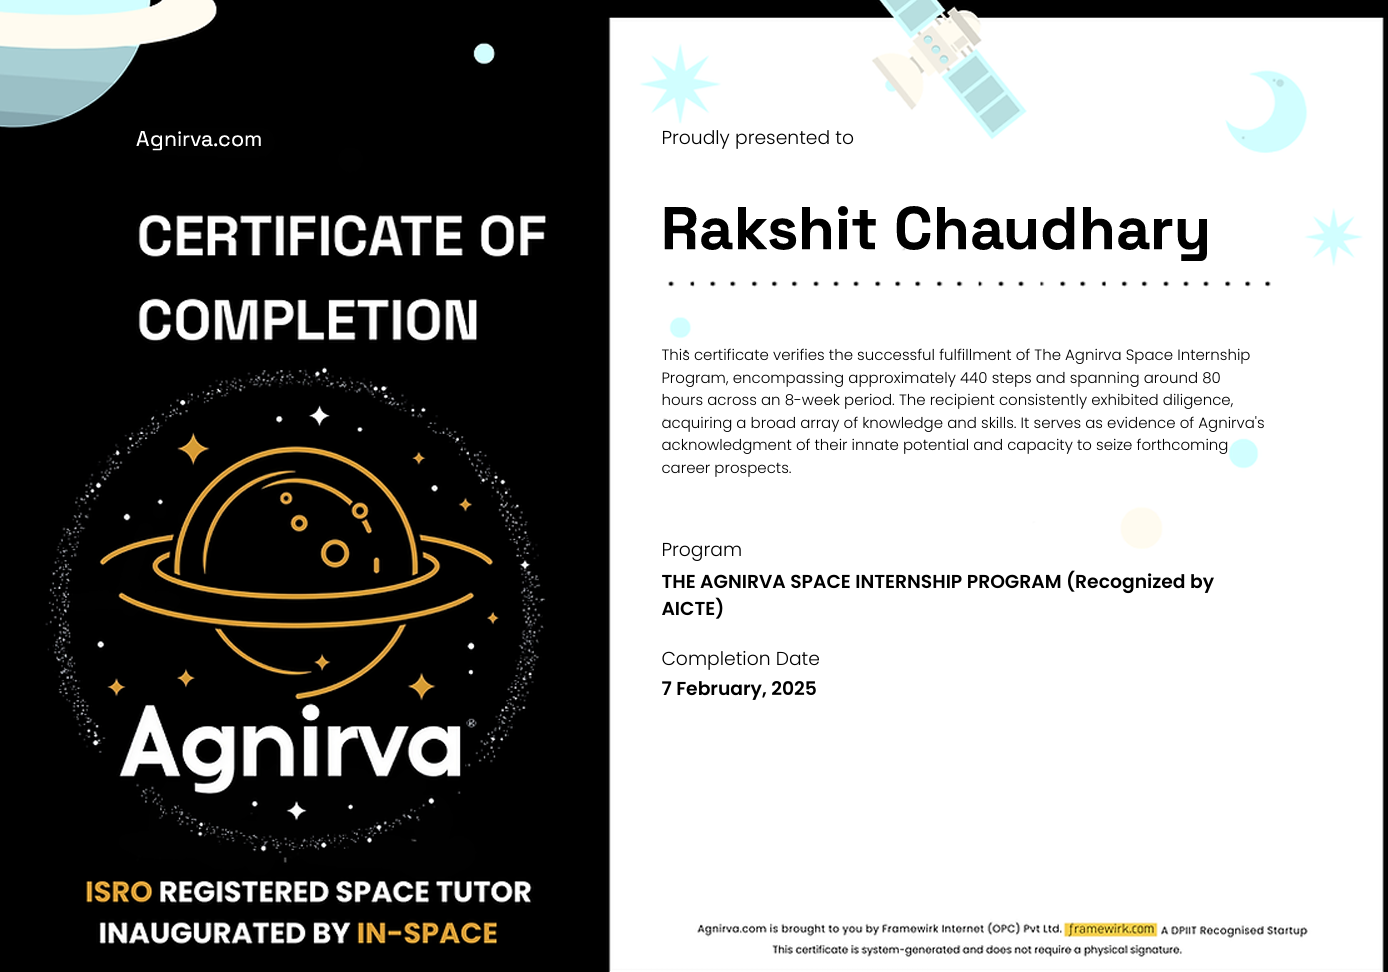 Agnirva.com
CERTIFICATE OF
COMPLETION
Agnirva®
ISRO REGISTERED SPACE TUTOR
INAUGURATED BY IN-SPACE
Proudly presented to
Rakshit Chaudhary
This certificate verifies the successful fulfillment of The Agnirva Space Internship
Program, encompassing approximately 440 steps and spanning around 80
hours across an 8-week period. The recipient consistently exhibited diligence,
acquiring a broad array of knowledge and skills. It serves as evidence of Agnirva's
acknowledgment of their innate potential and capacity to seize forthcoming
career prospects.
Program
THE AGNIRVA SPACE INTERNSHIP PROGRAM (Recognized by
AICTE)
Completion Date
7 February, 2025
Agnirva.com is brought to you by Framewirk Internet (OPC) Pvt Ltd. framewirk.com A DPIIT Recognised Startup
This certificate is system-generated and does not require a physical signature.